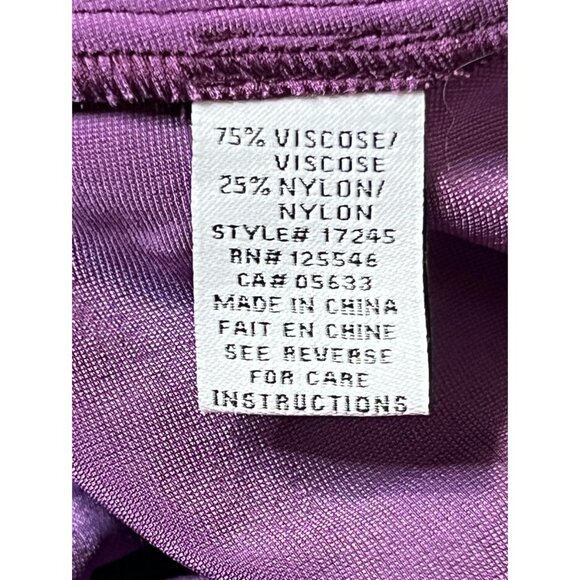 75% VISCOSE/
VISCOSE
25% NYLON/
NYLON
STYLE# 17245
RN# 125546
CA# 05633
MADE IN CHINA
FAIT EN CHINE
SEE REVERSE
FOR CARE
INSTRUCTIONS